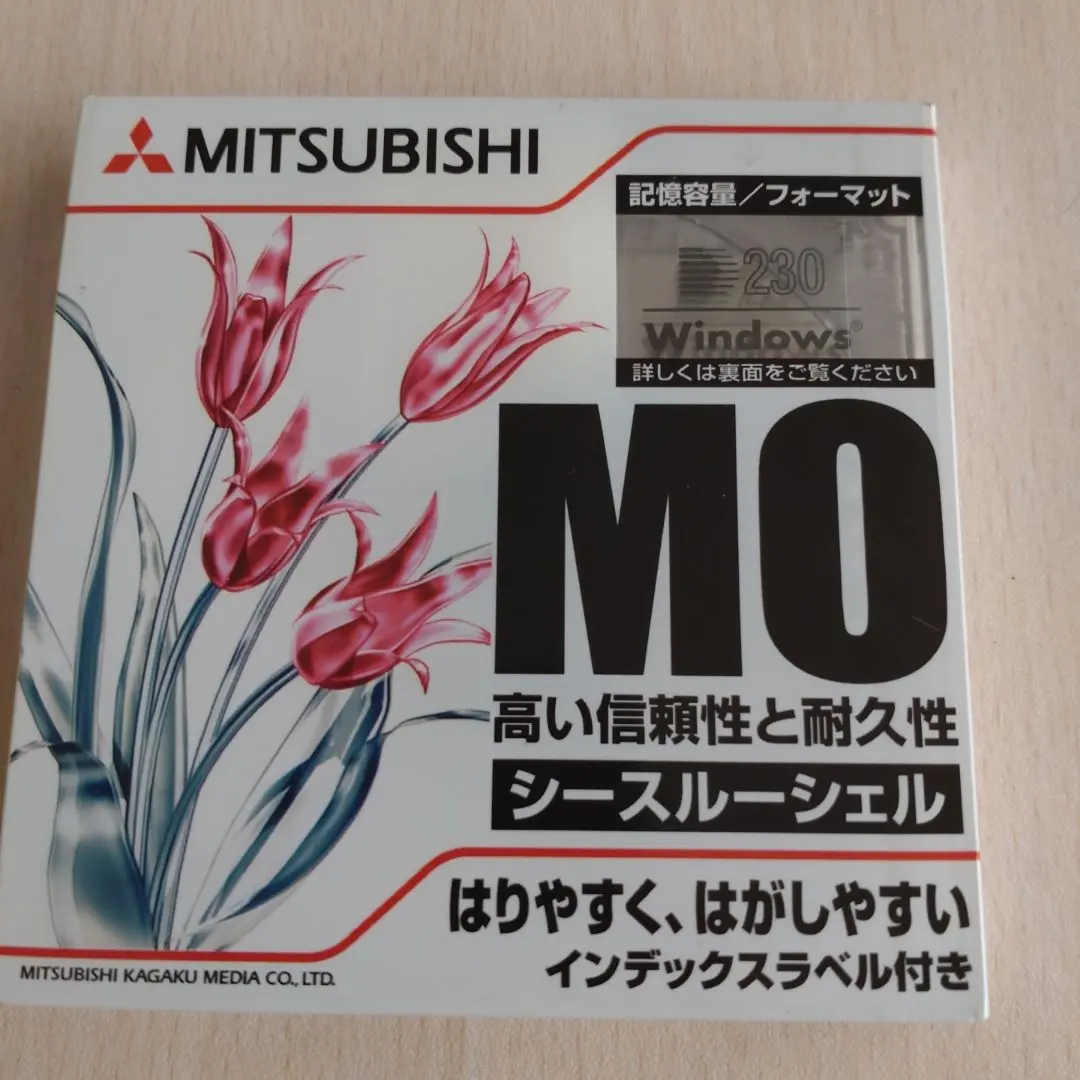 MITSUBISHI
記憶容量／フォーマット
230
Windows®
詳しくは裏面をご覧ください
MO
高い信頼性と耐久性
シースルーシェル
はりやすく、はがしやすい
インデックスラベル付き
MITSUBISHI KAGAKU MEDIA CO., LTD.